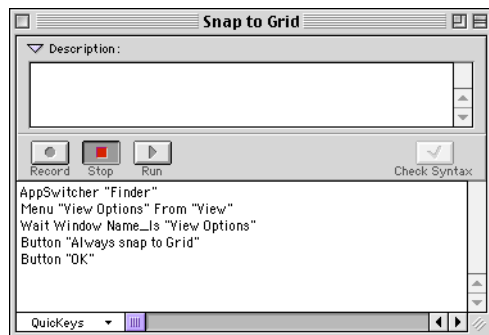 Snap to Grid
Description:
Record Stop Run Check Syntax
AppSwitcher "Finder"
Menu "View Options" From "View"
Wait Window Name_Is "View Options"
Button "Always snap to Grid"
Button "OK"
QuicKeys